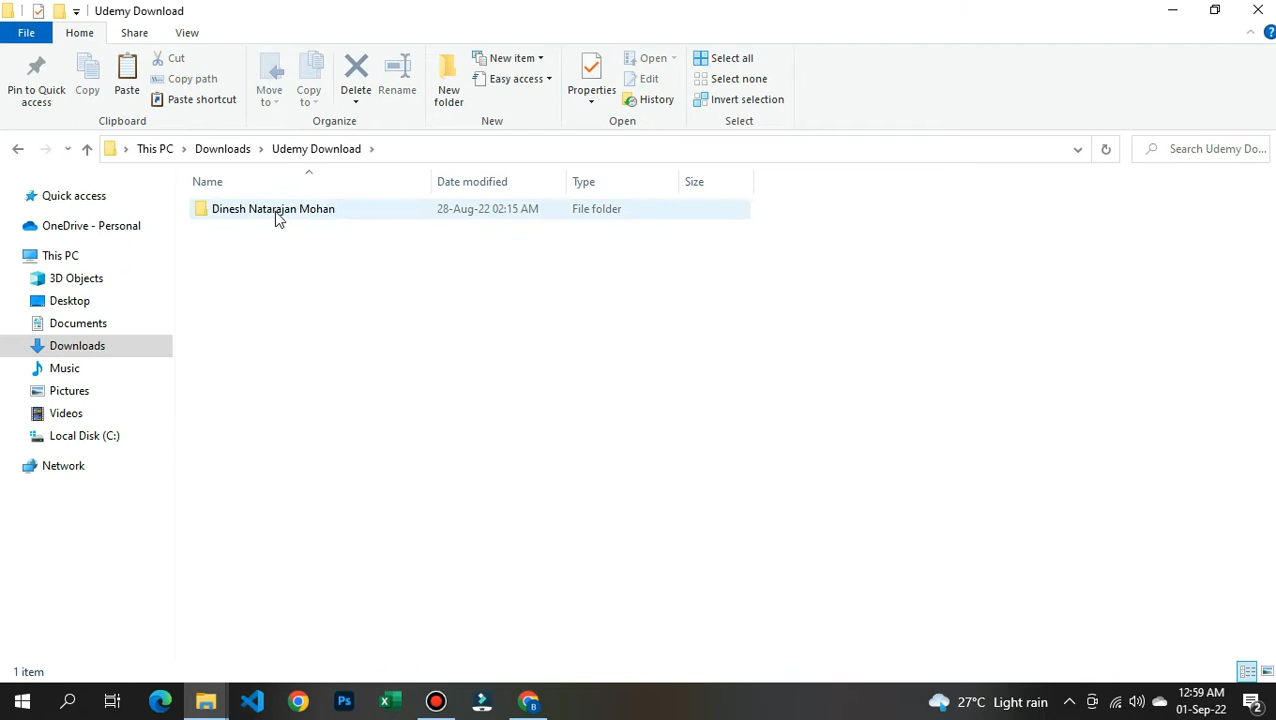 Udemy Download
File Home Share View
Pin to Quick access
Copy
Paste
Cut
Copy path
Paste shortcut
Clipboard
Move to
Copy to
Delete
Rename
Organize
New folder
New item
Easy access
New
Properties
Open
Edit
History
Open
Select all
Select none
Invert selection
Select
This PC > Downloads > Udemy Download >
Search Udemy Do...
Name Date modified Type Size
Dinesh Natarajan Mohan 28-Aug-22 02:15 AM File folder
Quick access
OneDrive - Personal
This PC
3D Objects
Desktop
Documents
Downloads
Music
Pictures
Videos
Local Disk (C:)
Network
1 item
Ps
B
27°C Light rain
12:59 AM
01-Sep-22
2